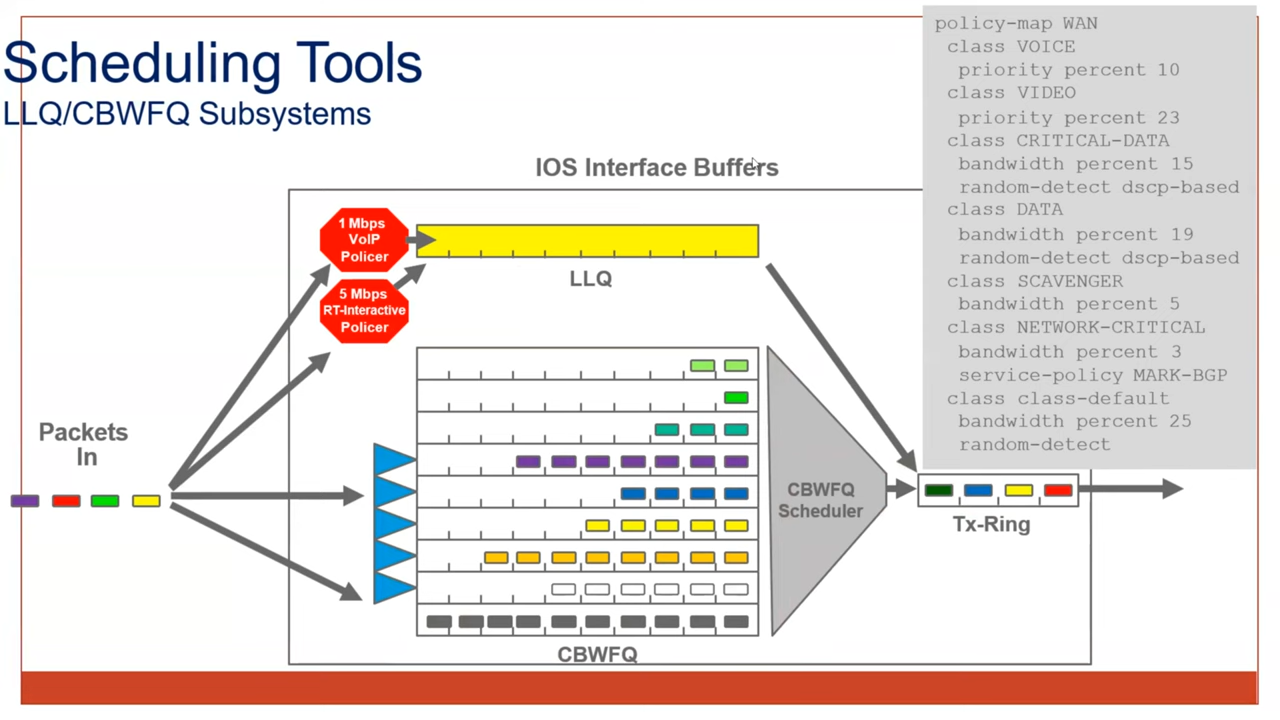 Scheduling Tools
LLQ/CBWFQ Subsystems
IOS Interface Buffers
1 Mbps
VoIP
Policer
5 Mbps
RT-Interactive
Policer
LLQ
Packets
In
CBWFQ
Scheduler
CBWFQ
Tx-Ring
policy-map WAN
class VOICE
priority percent 10
class VIDEO
priority percent 23
class CRITICAL-DATA
bandwidth percent 15
random-detect dscp-based
class DATA
bandwidth percent 19
random-detect dscp-based
class SCAVENGER
bandwidth percent 5
class NETWORK-CRITICAL
bandwidth percent 3
service-policy MARK-BGP
class class-default
bandwidth percent 25
random-detect